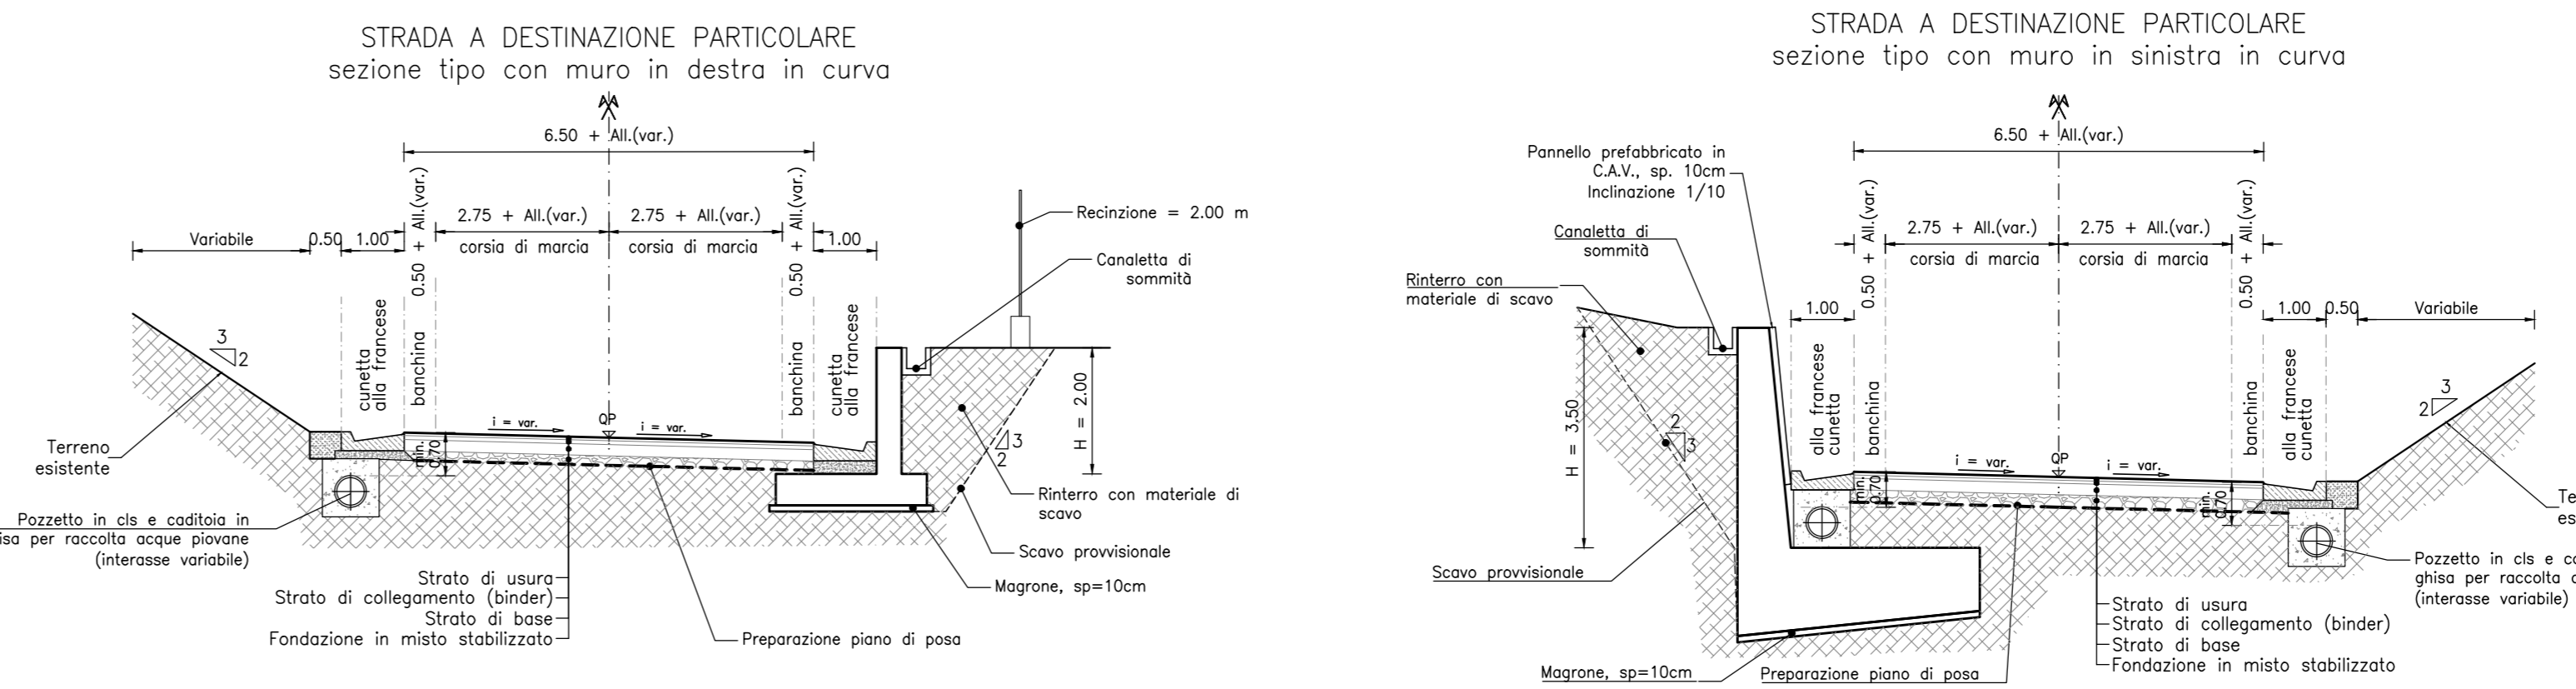 STRADA A DESTINAZIONE PARTICOLARE
sezione tipo con muro in destra in curva
6.50 + All.(var.)
0.50 + All.(var.)
0.50 + All.(var.)
2.75 + All.(var.)
2.75 + All.(var.)
corsia di marcia
corsia di marcia
Variabile
0.50
1.00
1.00
Recinzione = 2.00 m
Canaletta di
sommità
cunetta
alla francese
banchina
banchina
cunetta
alla francese
3
2
i = var.
QP
i = var.
min.
0.70
H = 2.00
3
2
Terreno
esistente
Pozzetto in cls e caditoia in
per raccolta acque piovane
(interasse variabile)
Rinterro con materiale di
scavo
Scavo provvisionale
Magrone, sp=10cm
Strato di usura
Strato di collegamento (binder)
Strato di base
Fondazione in misto stabilizzato
Preparazione piano di posa
STRADA A DESTINAZIONE PARTICOLARE
sezione tipo con muro in sinistra in curva
6.50 + All.(var.)
Pannello prefabbricato in
C.A.V., sp. 10cm
Inclinazione 1/10
0.50 + All.(var.)
0.50 + All.(var.)
2.75 + All.(var.)
2.75 + All.(var.)
corsia di marcia
corsia di marcia
Canaletta di
sommità
Rinterro con
materiale di scavo
1.00
1.00
0.50
Variabile
alla francese
cunetta
banchina
banchina
alla francese
cunetta
3
2
H = 3.50
2
3
i = var.
QP
i = var.
min.
0.70
min.
0.70
Scavo provvisionale
Pozzetto in cls e
ghisa per raccolta
(interasse variabile)
Strato di usura
Strato di collegamento (binder)
Strato di base
Fondazione in misto stabilizzato
Magrone, sp=10cm
Preparazione piano di posa